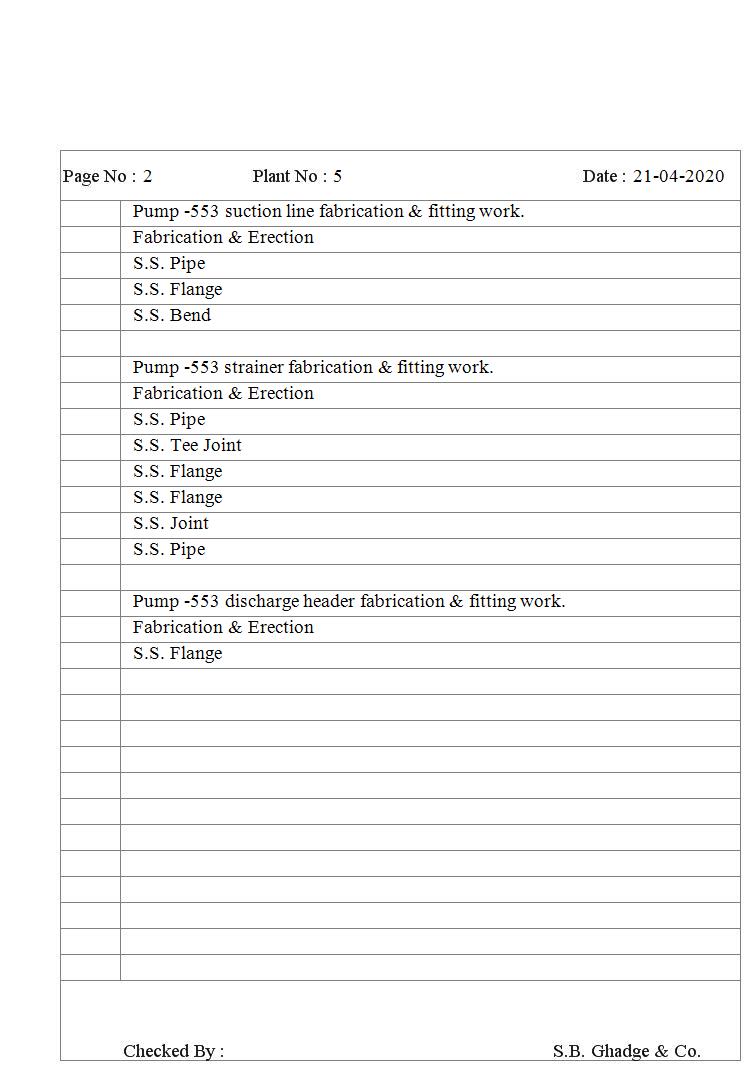 Page No : 2 Plant No : 5 Date : 21-04-2020
Pump -553 suction line fabrication & fitting work.
Fabrication & Erection
S.S. Pipe
S.S. Flange
S.S. Bend
Pump -553 strainer fabrication & fitting work.
Fabrication & Erection
S.S. Pipe
S.S. Tee Joint
S.S. Flange
S.S. Flange
S.S. Joint
S.S. Pipe
Pump -553 discharge header fabrication & fitting work.
Fabrication & Erection
S.S. Flange
Checked By : S.B. Ghadge & Co.